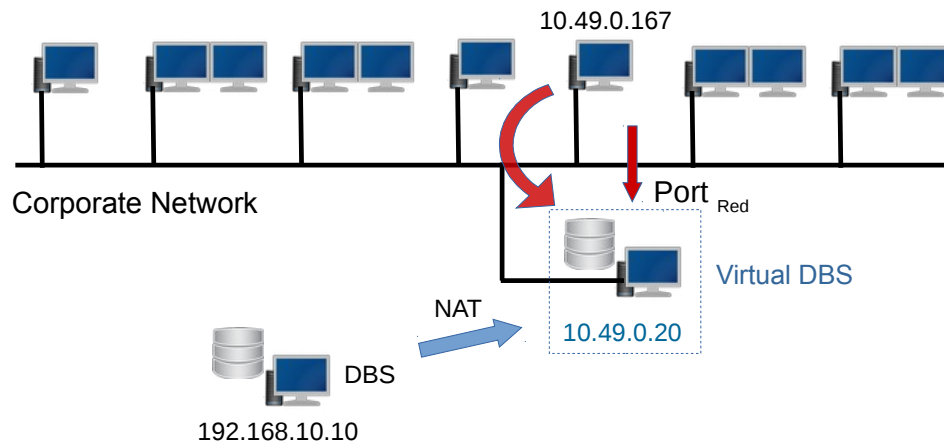 10.49.0.167
Corporate Network
Port Red
Virtual DBS
NAT
10.49.0.20
DBS
192.168.10.10